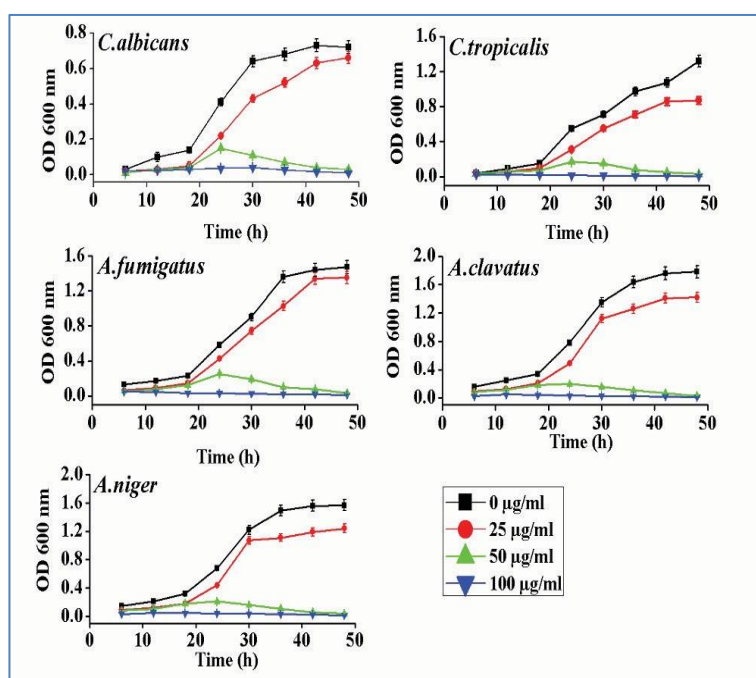 C.albicans
OD 600 nm
0.8
0.6
0.4
0.2
0.0
0 10 20 30 40 50
Time (h)
C.tropicalis
OD 600 nm
1.6
1.2
0.8
0.4
0.0
0 10 20 30 40 50
Time (h)
A.fumigatus
OD 600 nm
1.6
1.2
0.8
0.4
0.0
0 10 20 30 40 50
Time (h)
A.clavatus
OD 600 nm
2.0
1.6
1.2
0.8
0.4
0.0
0 10 20 30 40 50
Time (h)
A.niger
OD 600 nm
2.0
1.6
1.2
0.8
0.4
0.0
0 10 20 30 40 50
Time (h)
0 µg/ml
25 µg/ml
50 µg/ml
100 µg/ml